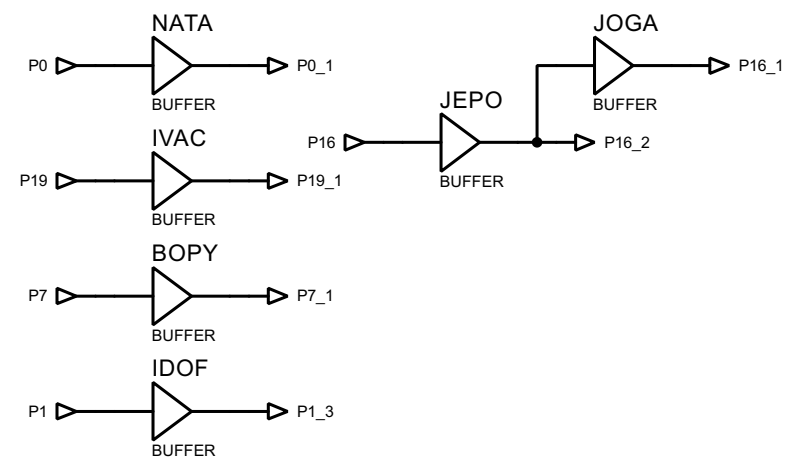 NATA
P0
P0_1
BUFFER
IVAC
P19
P19_1
BUFFER
BOPY
P7
P7_1
BUFFER
IDOF
P1
P1_3
BUFFER
JOGA
P16_1
BUFFER
JEPO
P16
P16_2
BUFFER